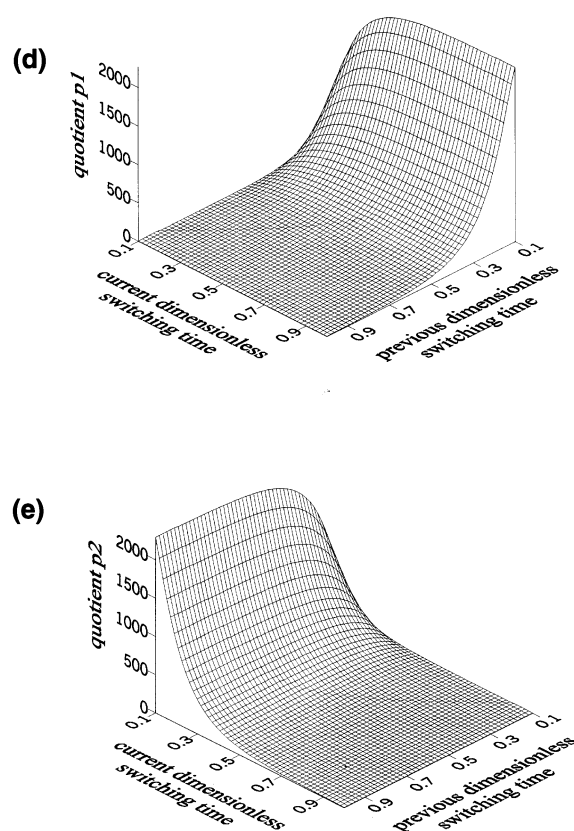 (d)
quotient p1
2000
1500
1000
500
0
0.1
0.3
0.5
0.7
0.9
current dimensionless
switching time
0.9
0.7
0.5
0.3
0.1
previous dimensionless
switching time
(e)
quotient p2
2000
1500
1000
500
0
0.1
0.3
0.5
0.7
0.9
current dimensionless
switching time
0.9
0.7
0.5
0.3
0.1
previous dimensionless
switching time